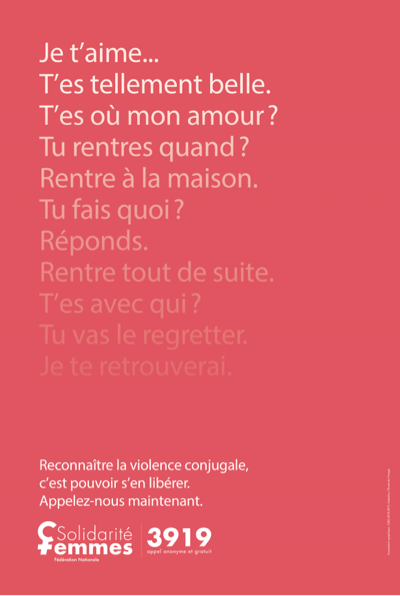 Je t'aime...
T'es tellement belle.
T'es où mon amour ?
Tu rentres quand ?
Rentre à la maison.
Tu fais quoi ?
Réponds.
Rentre tout de suite.
T'es avec qui ?
Tu vas le regretter.
Je te retrouverai.
Reconnaître la violence conjugale,
c'est pouvoir s'en libérer.
Appelez-nous maintenant.
Solidarité
femmes
Fédération Nationale
3919
appel anonyme et gratuit